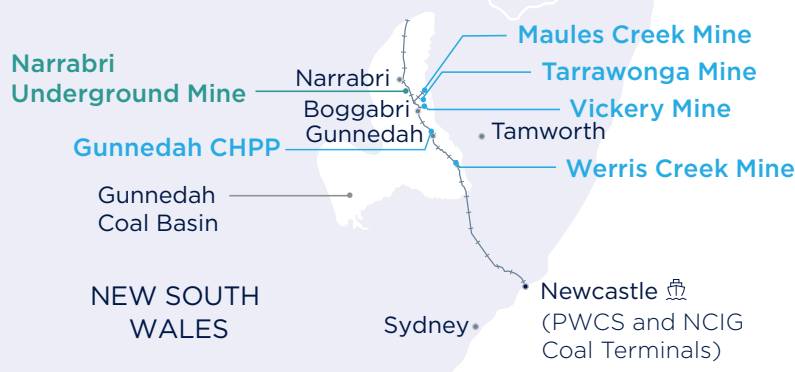 Maules Creek Mine
Narrabri
Underground Mine
Narrabri
Tarrawonga Mine
Boggabri
Vickery Mine
Gunnedah
Tamworth
Gunnedah CHPP
Werris Creek Mine
Gunnedah
Coal Basin
NEW SOUTH
WALES
Newcastle
(PWCS and NCIG
Coal Terminals)
Sydney